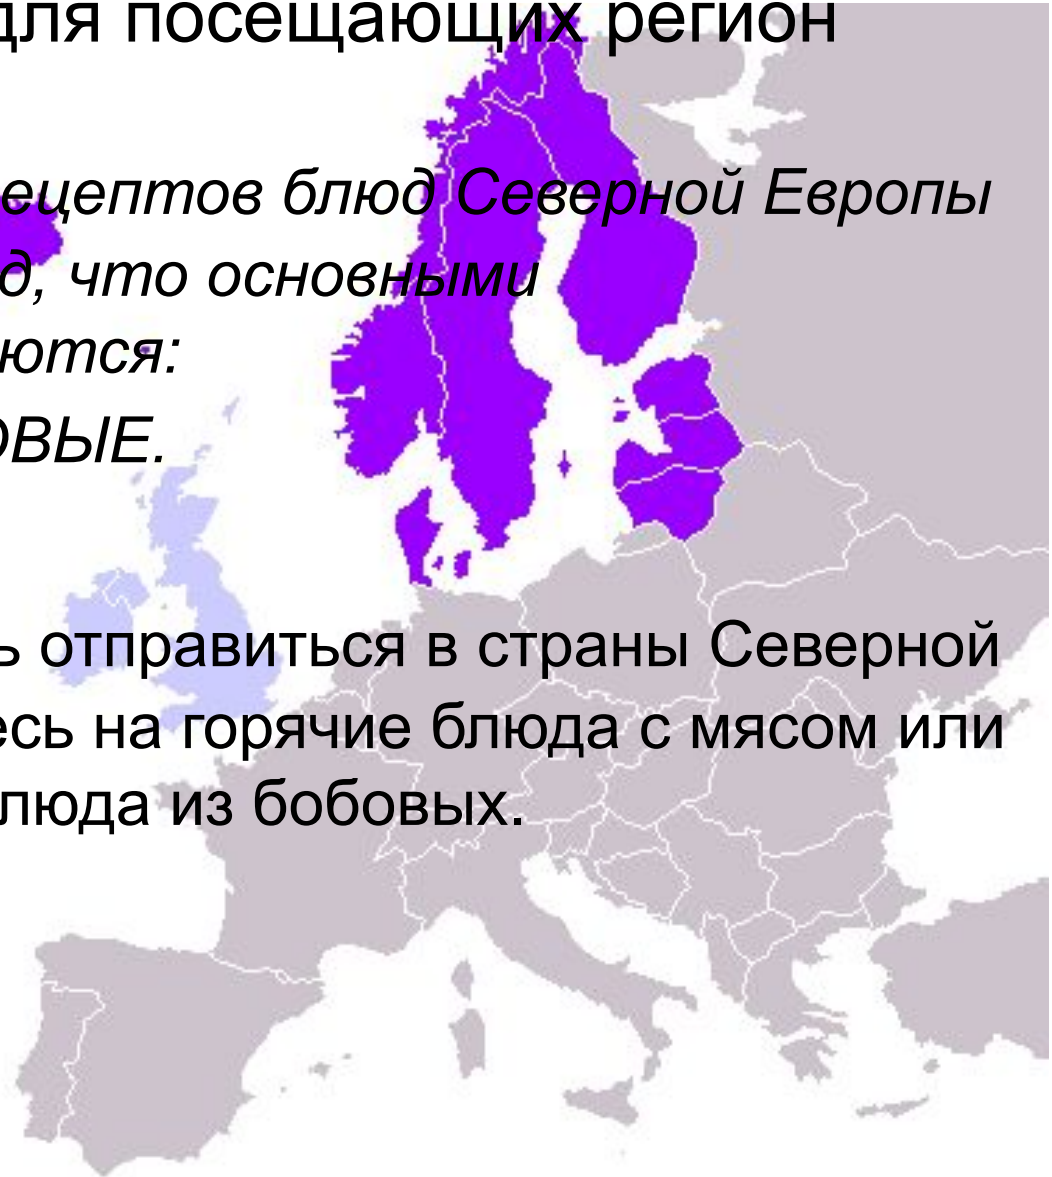 для посещающих регион
ецептов блюд Северной Европы
д, что основными
ются:
ОВЫЕ.
ь отправиться в страны Северной
есь на горячие блюда с мясом или
люда из бобовых.